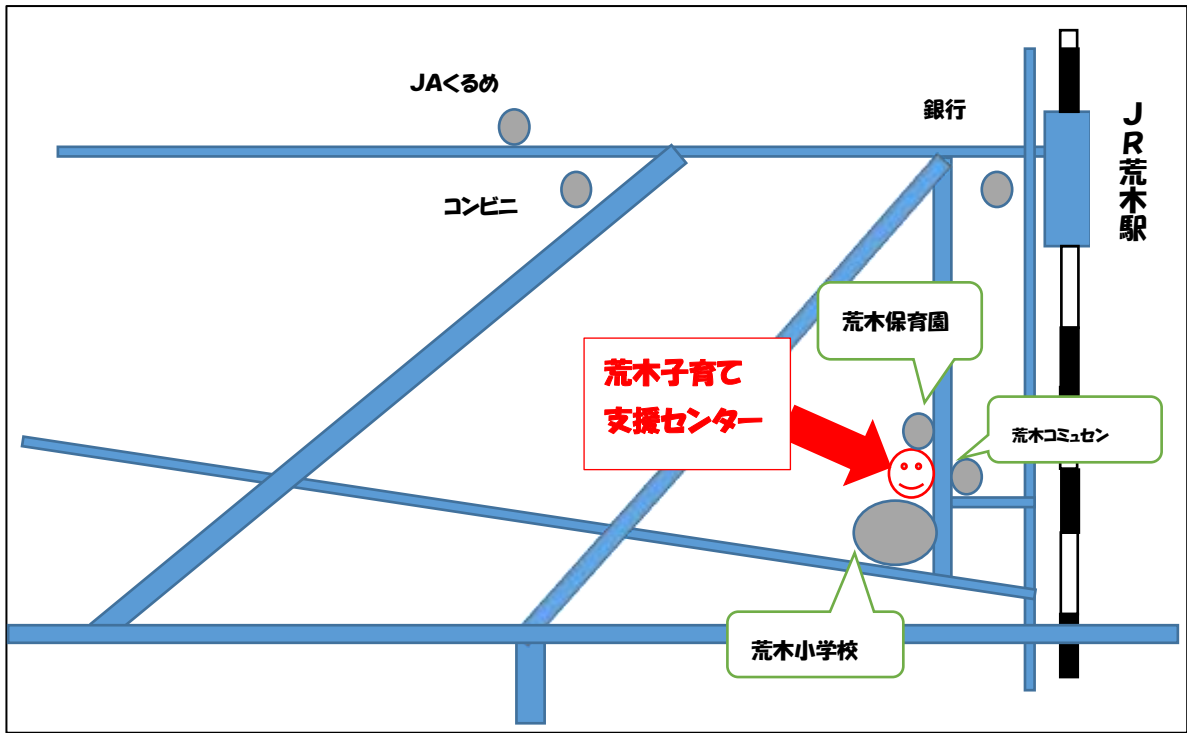 JAくるめ
銀行
JR荒木駅
コンビニ
荒木保育園
荒木子育て
支援センター
荒木コミュセン
荒木小学校